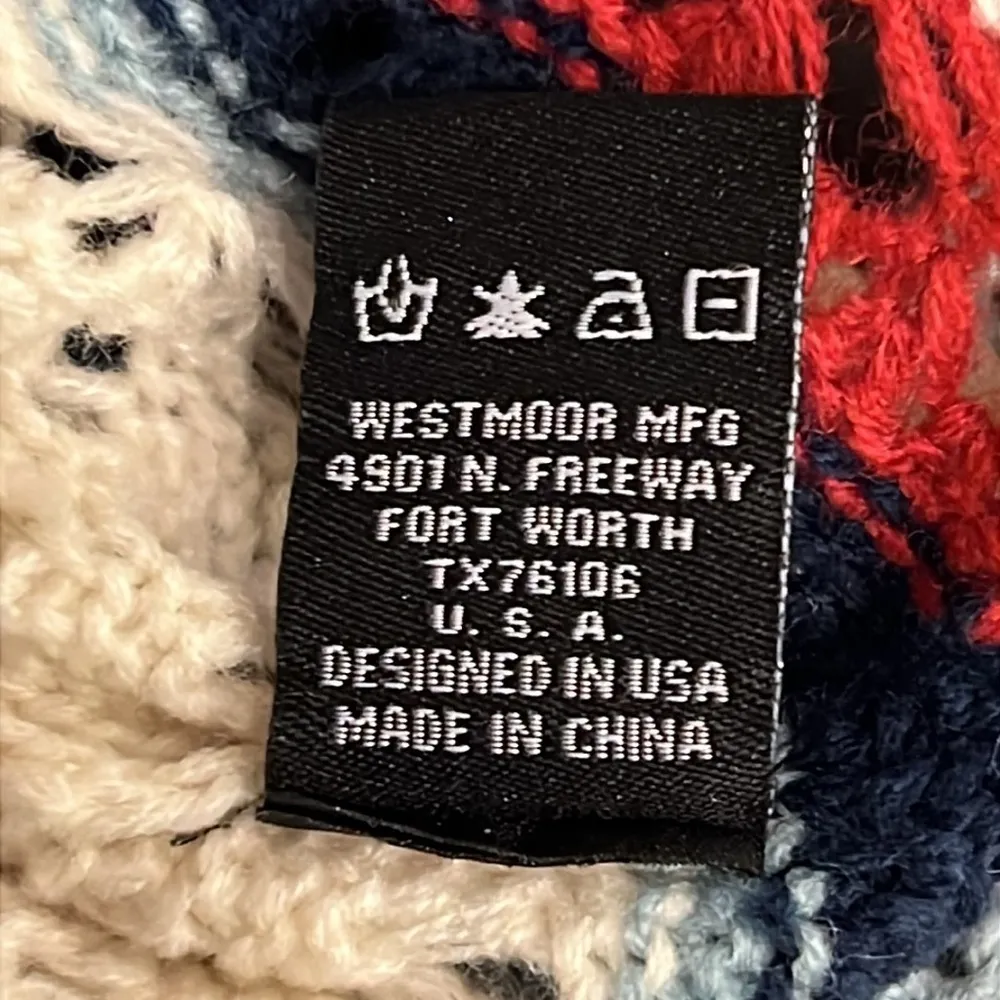 WESTMOOR MFG
4901 N. FREEWAY
FORT WORTH
TX76106
U. S. A.
DESIGNED IN USA
MADE IN CHINA